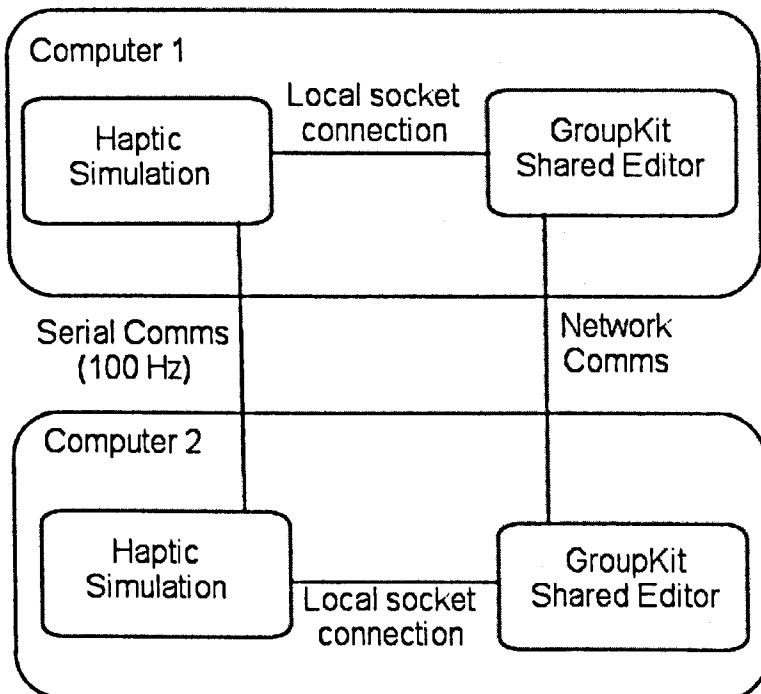 Computer 1
Local socket
connection
Haptic
Simulation
GroupKit
Shared Editor
Serial Comms
(100 Hz)
Network
Comms
Computer 2
Haptic
Simulation
GroupKit
Shared Editor
Local socket
connection